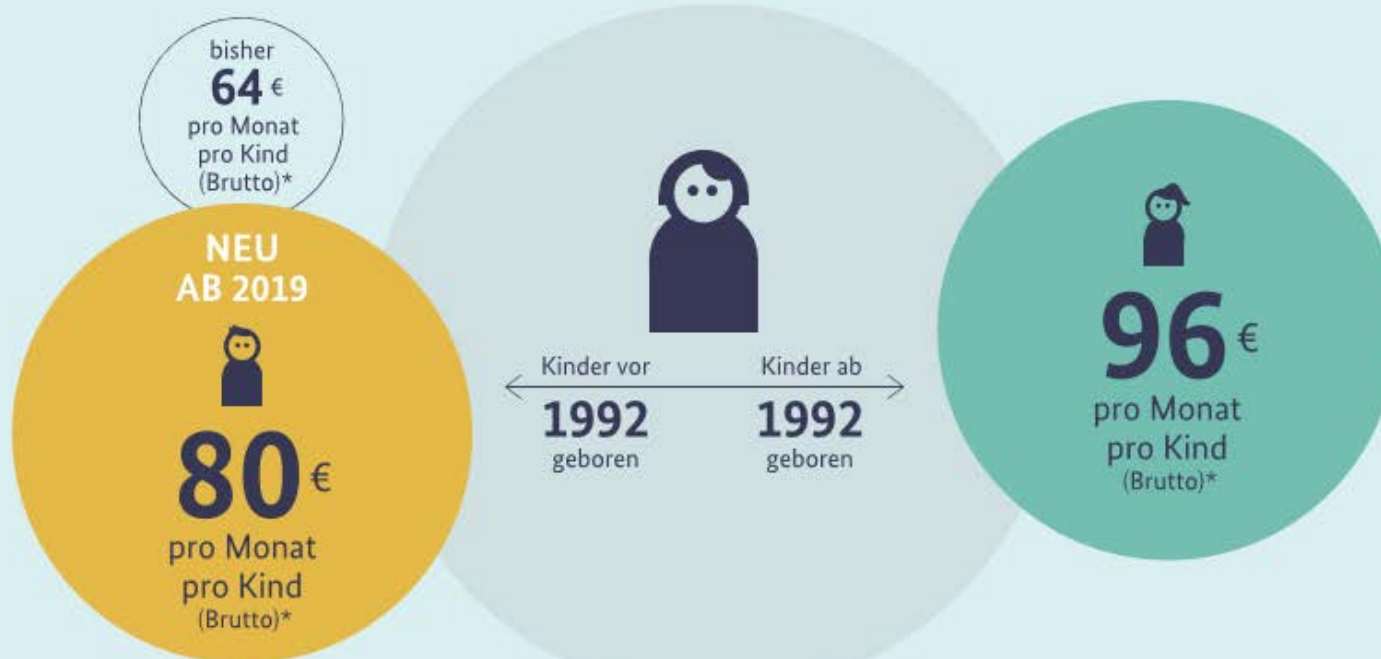 bisher
64 €
pro Monat
pro Kind
(Brutto)*
NEU
AB 2019
80 €
pro Monat
pro Kind
(Brutto)*
Kinder vor
1992
geboren
Kinder ab
1992
geboren
96 €
pro Monat
pro Kind
(Brutto)*